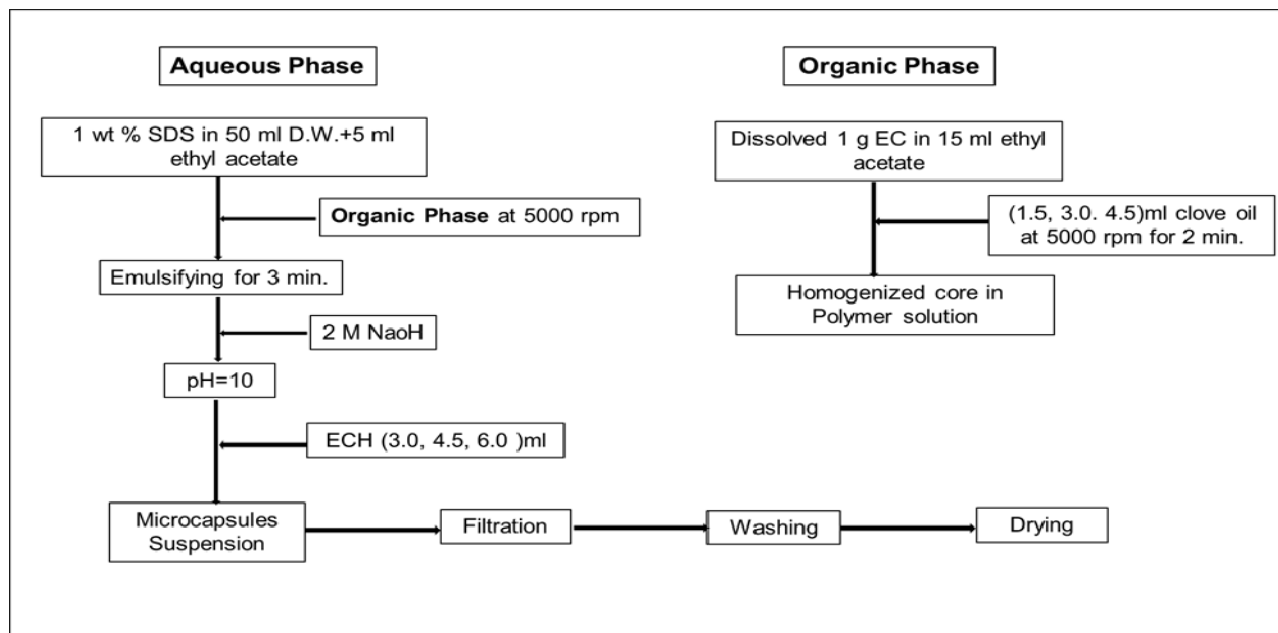 Aqueous Phase
1 wt % SDS in 50 ml D.W.+5 ml
ethyl acetate
Organic Phase at 5000 rpm
Emulsifying for 3 min.
2 M NaoH
pH=10
ECH (3.0, 4.5, 6.0 )ml
Microcapsules
Suspension
Filtration
Washing
Drying
Organic Phase
Dissolved 1 g EC in 15 ml ethyl
acetate
(1.5, 3.0. 4.5)ml clove oil
at 5000 rpm for 2 min.
Homogenized core in
Polymer solution